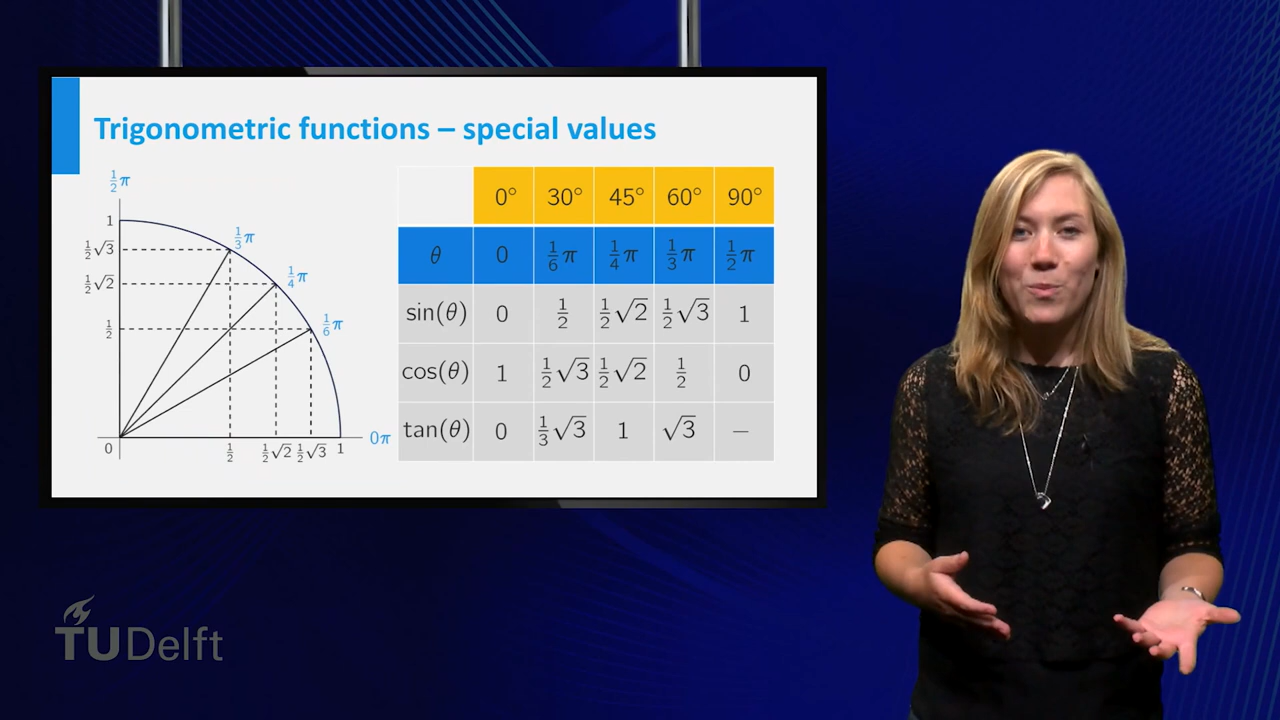 Trigonometric functions – special values
½π
1
½√3
½√2
½
0
⅓π
¼π
⅙π
0π
½ ½√2 ½√3 1
0° 30° 45° 60° 90°
θ 0 ⅙π ¼π ⅓π ½π
sin(θ) 0 ½ ½√2 ½√3 1
cos(θ) 1 ½√3 ½√2 ½ 0
tan(θ) 0 ⅓√3 1 √3 –
TUDelft